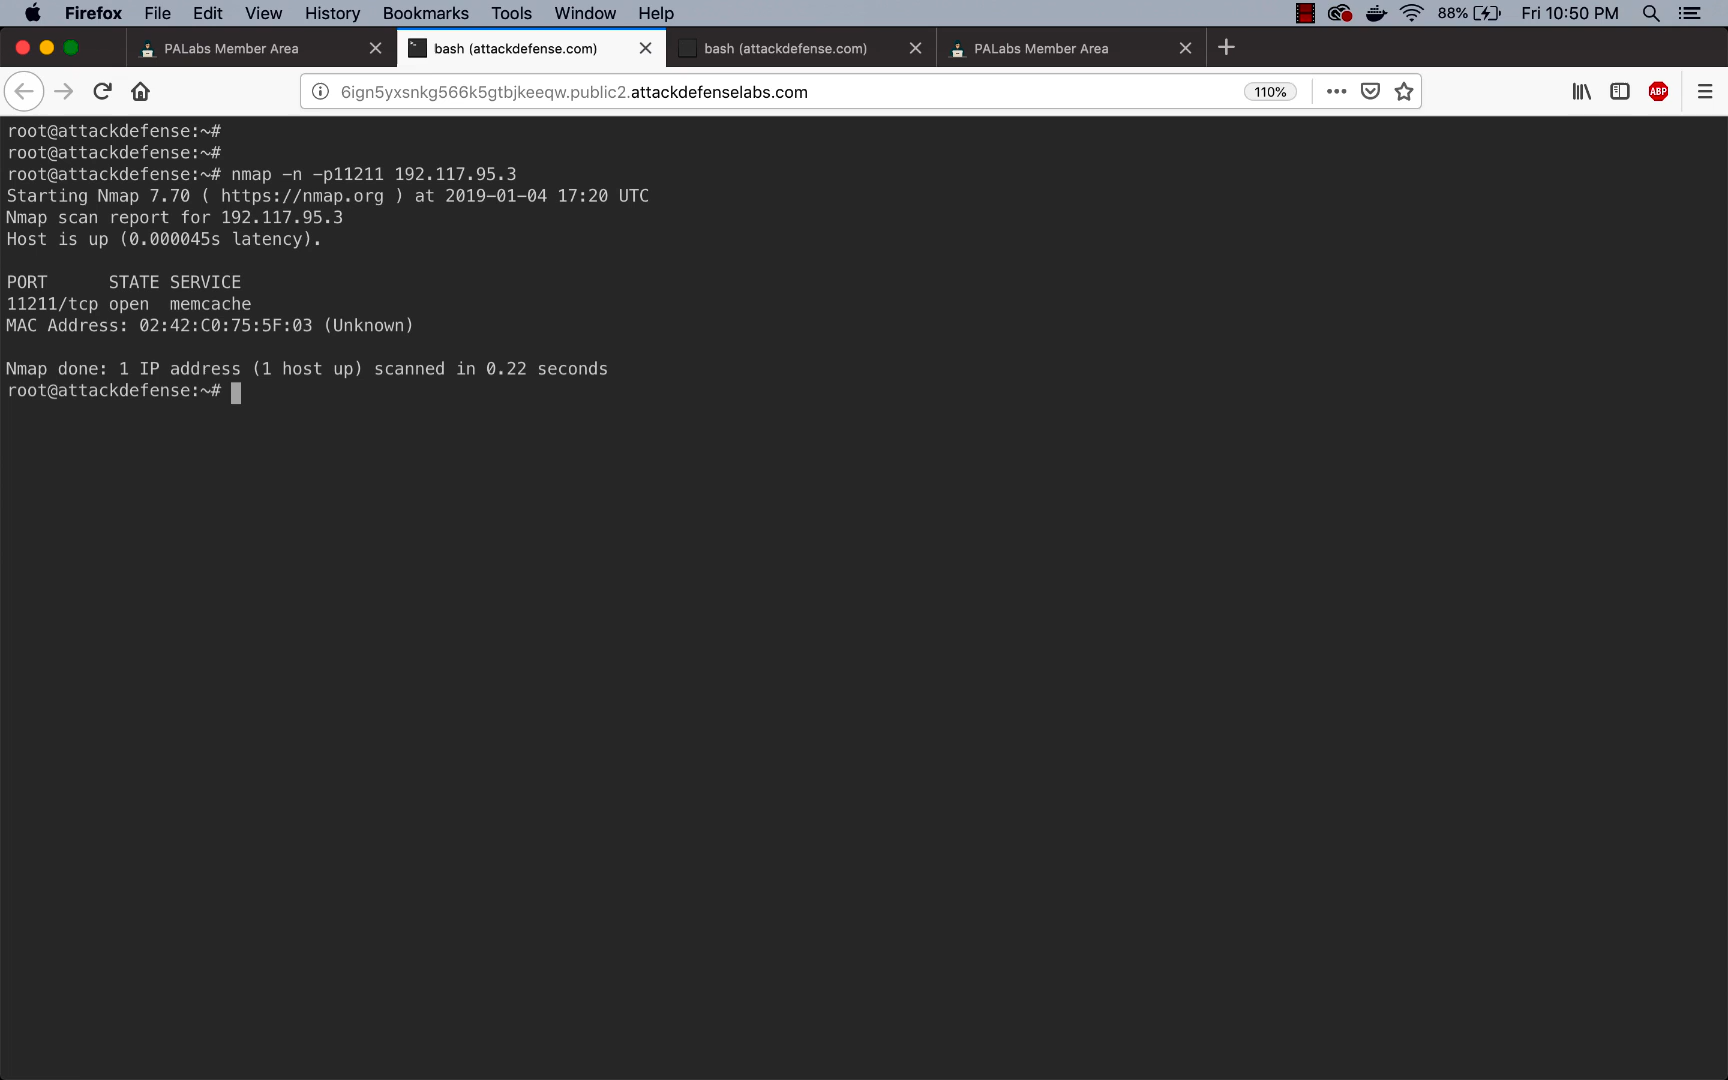 Firefox File Edit View History Bookmarks Tools Window Help 88% Fri 10:50 PM
PALabs Member Area bash (attackdefense.com) bash (attackdefense.com) PALabs Member Area
6ign5yxsnkg566k5gtbjkeeqw.public2.attackdefenselabs.com 110% ABP
root@attackdefense:~#
root@attackdefense:~#
root@attackdefense:~# nmap -n -p11211 192.117.95.3
Starting Nmap 7.70 ( https://nmap.org ) at 2019-01-04 17:20 UTC
Nmap scan report for 192.117.95.3
Host is up (0.000045s latency).
PORT STATE SERVICE
11211/tcp open memcache
MAC Address: 02:42:C0:75:5F:03 (Unknown)
Nmap done: 1 IP address (1 host up) scanned in 0.22 seconds
root@attackdefense:~#